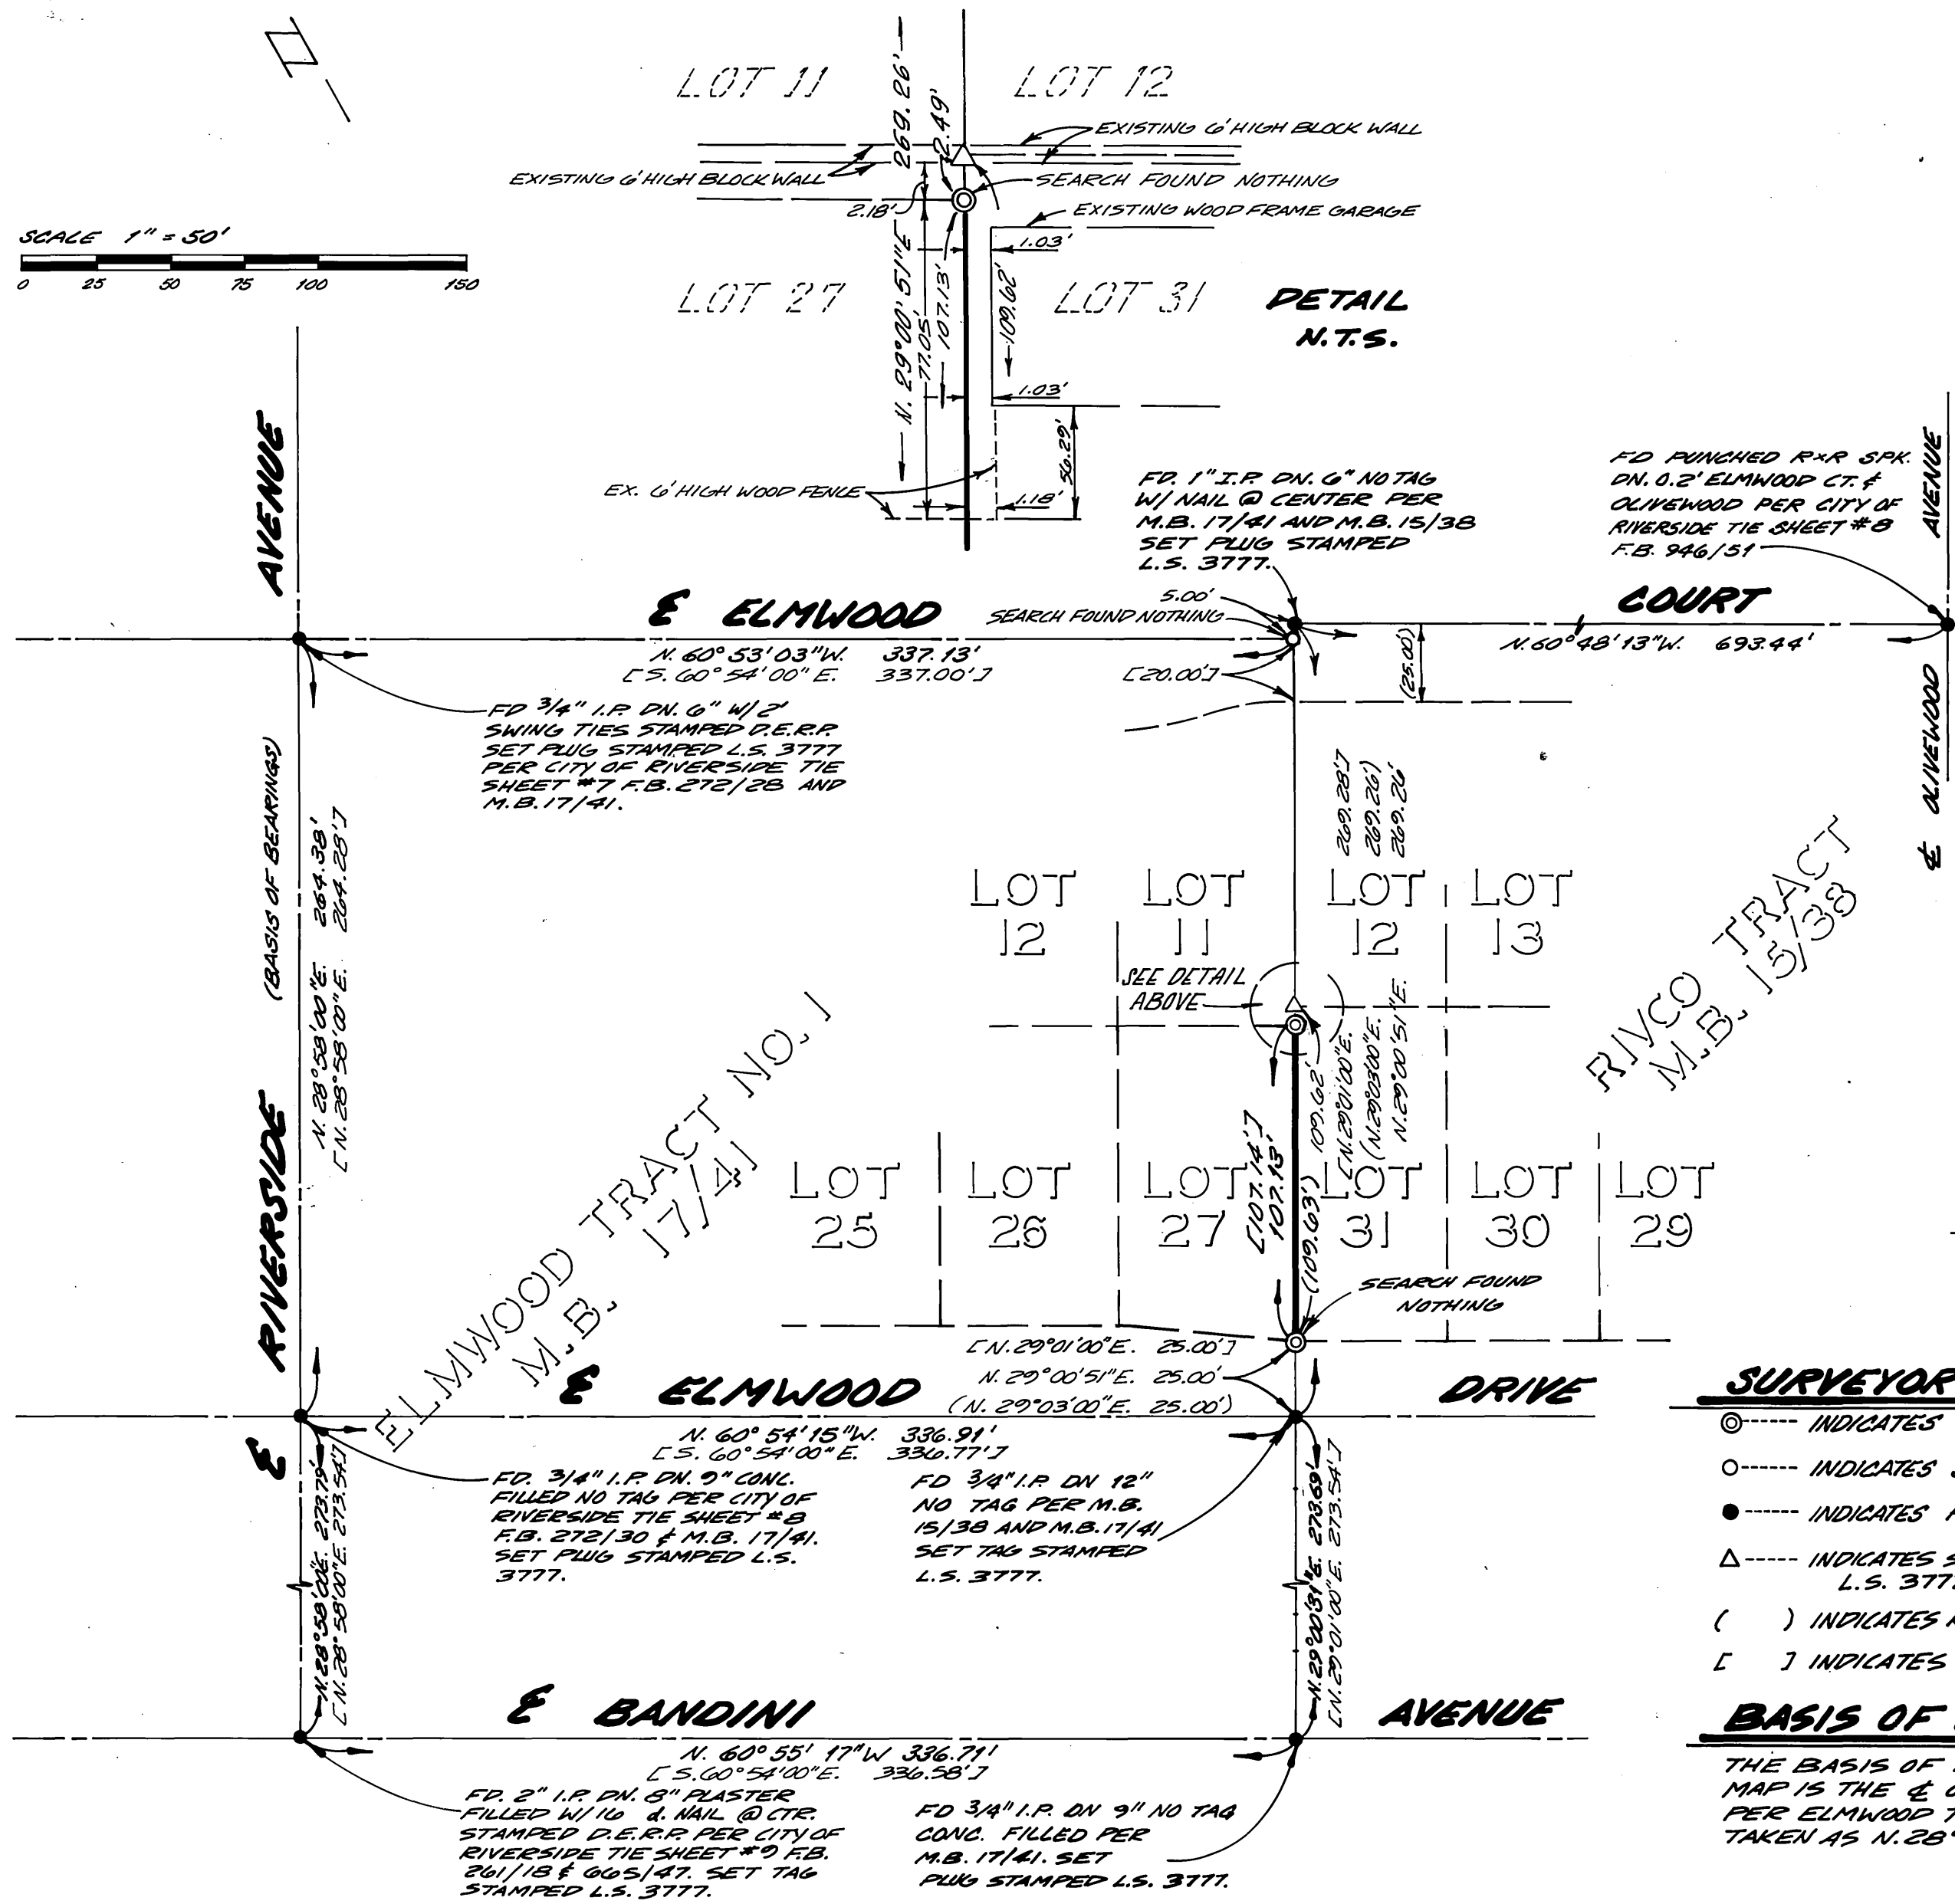 N
LOT 11
LOT 12
269.26'
2.49'
EXISTING 6' HIGH BLOCK WALL
EXISTING 6' HIGH BLOCK WALL
SEARCH FOUND NOTHING
2.18'
EXISTING WOOD FRAME GARAGE
1.03'
SCALE 1" = 50'
0 25 50 75 100 150
LOT 27
N. 29°00'51"E
77.05'
107.13'
109.62'
LOT 31
DETAIL
N.T.S.
1.03'
56.29'
EX. 6' HIGH WOOD FENCE
1.18'
FD. 1" I.P. DN. 6" NO TAG
W/ NAIL @ CENTER PER
M.B. 17/41 AND M.B. 15/38
SET PLUG STAMPED
L.S. 3777.
FD PUNCHED RxR SPK.
DN. 0.2' ELMWOOD CT. &
OLIVEWOOD PER CITY OF
RIVERSIDE TIE SHEET #8
F.B. 946/51
AVENUE
AVENUE
℄ ELMWOOD
5.00'
SEARCH FOUND NOTHING
COURT
N. 60°53'03"W. 337.13'
[S. 60°54'00"E. 337.00']
[20.00']
(25.00')
N. 60°48'13"W. 693.44'
℄ OLIVEWOOD
FD 3/4" I.P. DN. 6" W/ 2'
SWING TIES STAMPED D.E.R.P.
SET PLUG STAMPED L.S. 3777
PER CITY OF RIVERSIDE TIE
SHEET #7 F.B. 272/28 AND
M.B. 17/41.
(BASIS OF BEARINGS)
N. 28°58'00"E. 264.38'
[N. 28°58'00"E. 264.28']
269.28']
269.26')
269.26'
LOT
12
LOT
11
LOT
12
LOT
13
SEE DETAIL
ABOVE
[N.29°01'00"E.
(N.29°03'00"E.
N.29°00'51"E.
RIVCO TRACT
M.B. 15/38
ELMWOOD TRACT NO. 1
M.B. 17/41
℄ RIVERSIDE
LOT
25
LOT
26
LOT
27
[107.14']
107.13'
(109.63') 109.62'
LOT
31
LOT
30
LOT
29
SEARCH FOUND
NOTHING
[N. 29°01'00"E. 25.00']
N. 29°00'51"E. 25.00'
(N. 29°03'00"E. 25.00')
℄ ELMWOOD
DRIVE
N. 60°54'15"W. 336.91'
[S. 60°54'00"E. 336.77']
FD. 3/4" I.P. DN. 9" CONC.
FILLED NO TAG PER CITY OF
RIVERSIDE TIE SHEET #8
F.B. 272/30 & M.B. 17/41.
SET PLUG STAMPED L.S.
3777.
FD 3/4" I.P. DN 12"
NO TAG PER M.B.
15/38 AND M.B. 17/41
SET TAG STAMPED
L.S. 3777.
N. 28°58'00"E. 273.79'
[N. 28°58'00"E. 273.54']
N. 29°00'31"E. 273.69'
[N. 29°01'00"E. 273.54']
℄ BANDINI
AVENUE
N. 60°55'17"W 336.71'
[S. 60°54'00"E. 336.58']
FD. 2" I.P. DN. 8" PLASTER
FILLED W/ 16 d. NAIL @ CTR.
STAMPED D.E.R.P. PER CITY OF
RIVERSIDE TIE SHEET #9 F.B.
261/18 & 665/47. SET TAG
STAMPED L.S. 3777.
FD 3/4" I.P. DN 9" NO TAG
CONC. FILLED PER
M.B. 17/41. SET
PLUG STAMPED L.S. 3777.
SURVEYOR
INDICATES
INDICATES
INDICATES
INDICATES
L.S. 377
( ) INDICATES
[ ] INDICATES
BASIS OF
THE BASIS OF
MAP IS THE ℄
PER ELMWOOD
TAKEN AS N. 28°